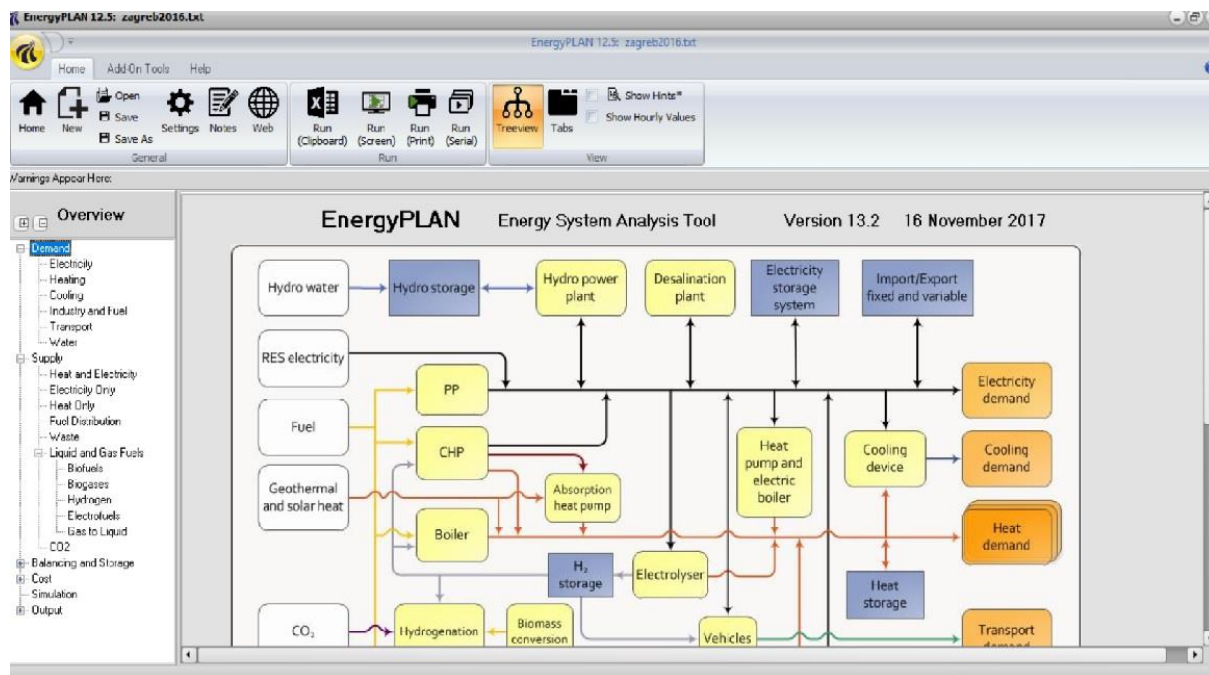 EnergyPLAN 12.5: zagreb2016.txt
EnergyPLAN 12.5: zagreb2016.txt
Home Add-On Tools Help
Home
New
Open
Save
Save As
Settings
Notes
Web
General
Run
(Clipboard)
Run
(Screen)
Run
(Print)
Run
(Serial)
Run
Treeview
Tabs
Show Hints*
Show Hourly Values
View
Warnings Appear Here:
Overview
Demand
Electricity
Heating
Cooling
Industry and Fuel
Transport
Water
Supply
Heat and Electricity
Electricity Only
Heat Only
Fuel Distribution
Waste
Liquid and Gas Fuels
Biofuels
Biogases
Hydrogen
Electrofuels
Gas to Liquid
CO2
Balancing and Storage
Cost
Simulation
Output
EnergyPLAN Energy System Analysis Tool Version 13.2 16 November 2017
Hydro water
Hydro storage
Hydro power
plant
Desalination
plant
Electricity
storage
system
Import/Export
fixed and variable
RES electricity
PP
Electricity
demand
Fuel
CHP
Heat
pump and
electric
boiler
Cooling
device
Cooling
demand
Geothermal
and solar heat
Absorption
heat pump
Boiler
Heat
demand
H₂
storage
Electrolyser
Heat
storage
CO₂
Hydrogenation
Biomass
conversion
Vehicles
Transport
demand